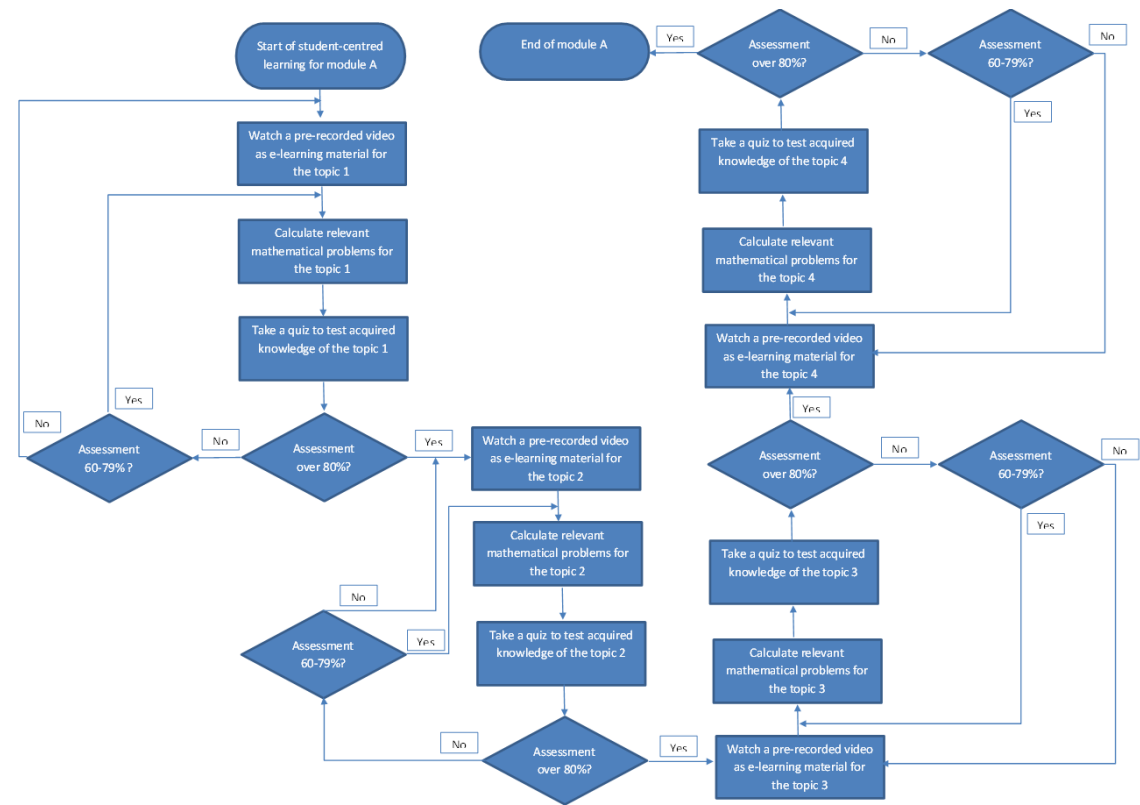 Start of student-centred
learning for module A
Watch a pre-recorded video
as e-learning material for
the topic 1
Calculate relevant
mathematical problems for
the topic 1
Take a quiz to test acquired
knowledge of the topic 1
Assessment
over 80%?
No
Assessment
60-79% ?
Yes
No
Yes
Watch a pre-recorded video
as e-learning material for
the topic 2
Calculate relevant
mathematical problems for
the topic 2
Take a quiz to test acquired
knowledge of the topic 2
Assessment
over 80%?
No
Assessment
60-79%?
No
Yes
Yes
Watch a pre-recorded video
as e-learning material for
the topic 3
Calculate relevant
mathematical problems for
the topic 3
Take a quiz to test acquired
knowledge of the topic 3
Assessment
over 80%?
No
Assessment
60-79%?
No
Yes
Yes
Watch a pre-recorded video
as e-learning material for
the topic 4
Calculate relevant
mathematical problems for
the topic 4
Take a quiz to test acquired
knowledge of the topic 4
Assessment
over 80%?
No
Assessment
60-79%?
No
Yes
Yes
End of module A